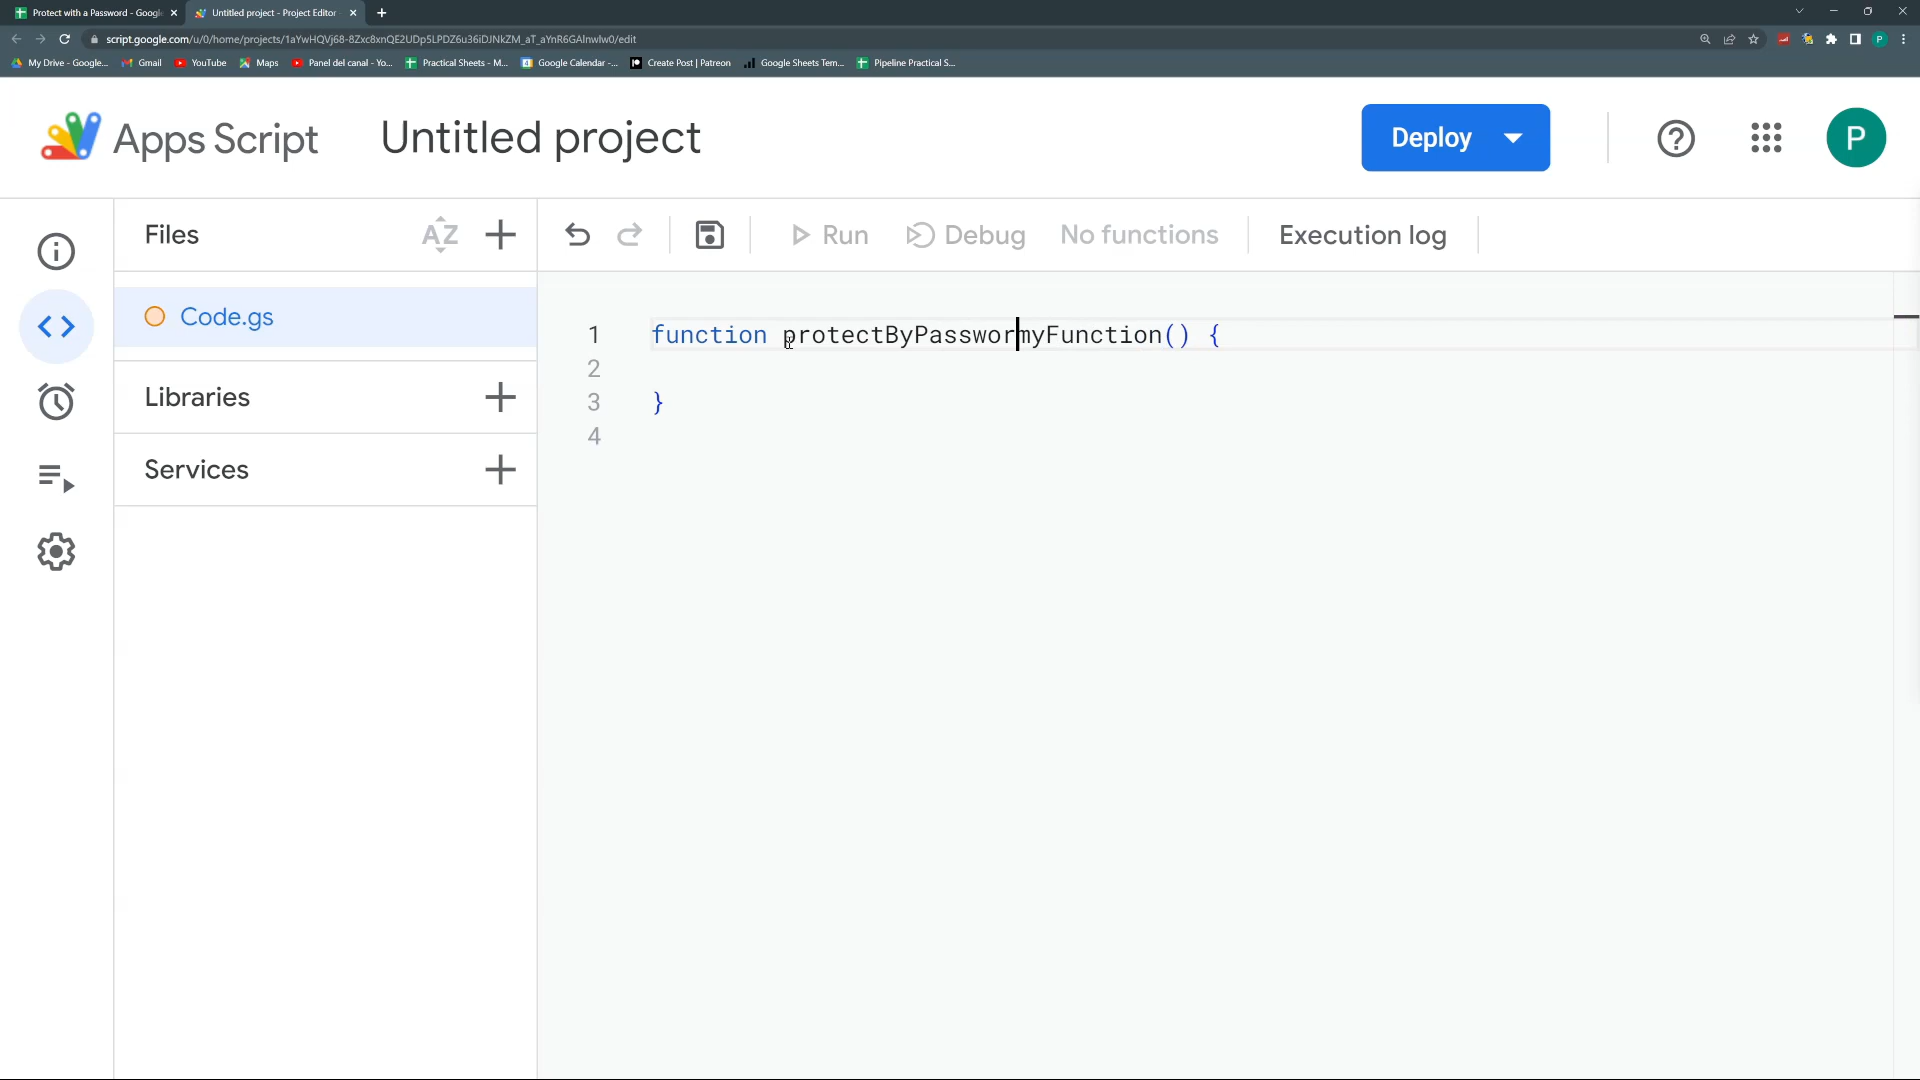 Protect with a Password - Googl
Untitled project - Project Editor
script.google.com/u/0/home/projects/1aYwHQVj68-8Zxc8xnQE2UDp5LPDZ6u36iDJNkZM_aT_aYnR6GAlnwlw0/edit
My Drive - Google...
Gmail
YouTube
Maps
Panel del canal - Yo...
Practical Sheets - M...
Google Calendar -...
Create Post | Patreon
Google Sheets Tem...
Pipeline Practical S...
Apps Script
Untitled project
Deploy
P
Files
AZ
Run
Debug
No functions
Execution log
Code.gs
Libraries
Services
1 function protectByPasswormyFunction() {
2
3 }
4